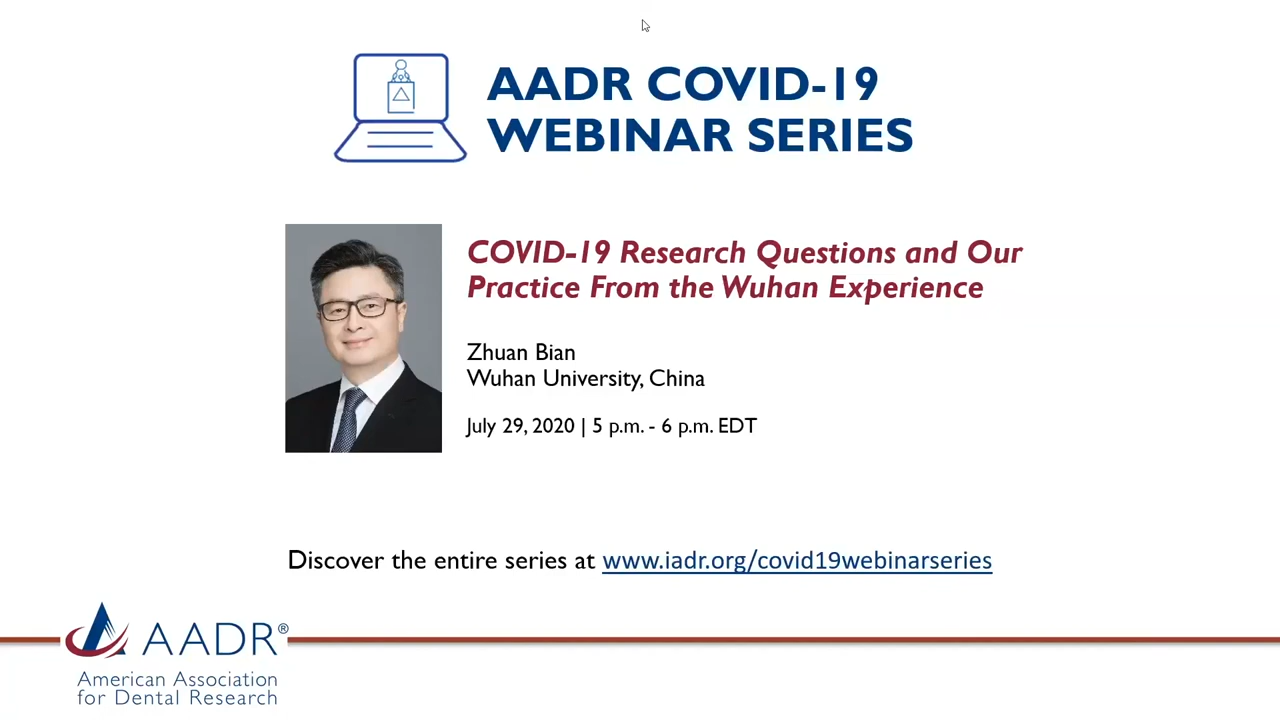 AADR COVID-19
WEBINAR SERIES
COVID-19 Research Questions and Our
Practice From the Wuhan Experience
Zhuan Bian
Wuhan University, China
July 29, 2020 | 5 p.m. - 6 p.m. EDT
Discover the entire series at www.iadr.org/covid19webinarseries
AADR®
American Association
for Dental Research